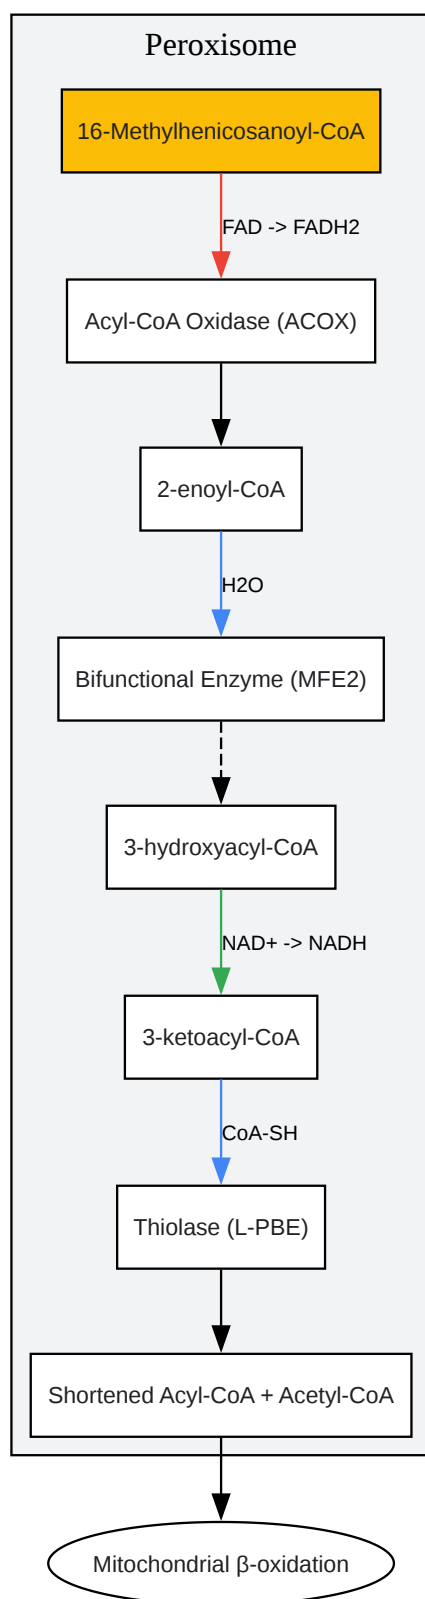 Peroxisome
16-Methylhenicosanoyl-CoA
FAD -> FADH2
Acyl-CoA Oxidase (ACOX)
2-enoyl-CoA
H2O
Bifunctional Enzyme (MFE2)
3-hydroxyacyl-CoA
NAD+ -> NADH
3-ketoacyl-CoA
CoA-SH
Thiolase (L-PBE)
Shortened Acyl-CoA + Acetyl-CoA
Mitochondrial β-oxidation